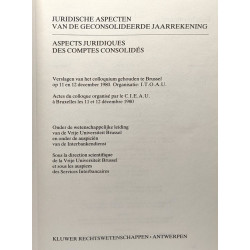 JURIDISCHE ASPECTEN
VAN DE GECONSOLIDEERDE JAARREKENING
ASPECTS JURIDIQUES
DES COMPTES CONSOLIDÉS
Verslagen van het colloquium gehouden te Brussel
op 11 en 12 december 1980. Organisatie: I.T.O.A.U.
Actes du colloque organisé par le C.I.E.A.U.
à Bruxelles les 11 et 12 décembre 1980
Onder de wetenschappelijke leiding
van de Vrije Universiteit Brussel
en onder de auspiciën
van de Interbankendienst
Sous la direction scientifique
de la Vrije Universiteit Brussel
et sous les auspices
des Services Interbancaires
KLUWER RECHTSWETENSCHAPPEN - ANTWERPEN